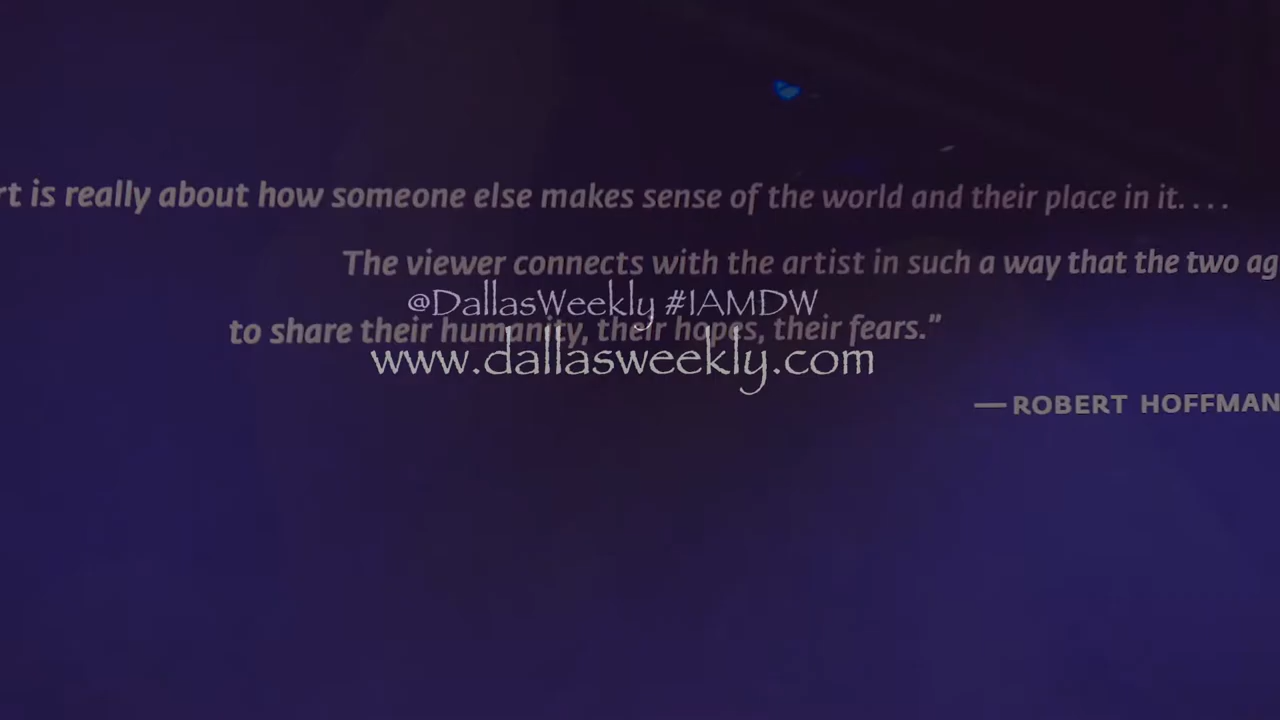 rt is really about how someone else makes sense of the world and their place in it. . . .
The viewer connects with the artist in such a way that the two ag
@DallasWeekly #IAMDW
to share their humanity, their hopes, their fears."
www.dallasweekly.com
— ROBERT HOFFMAN